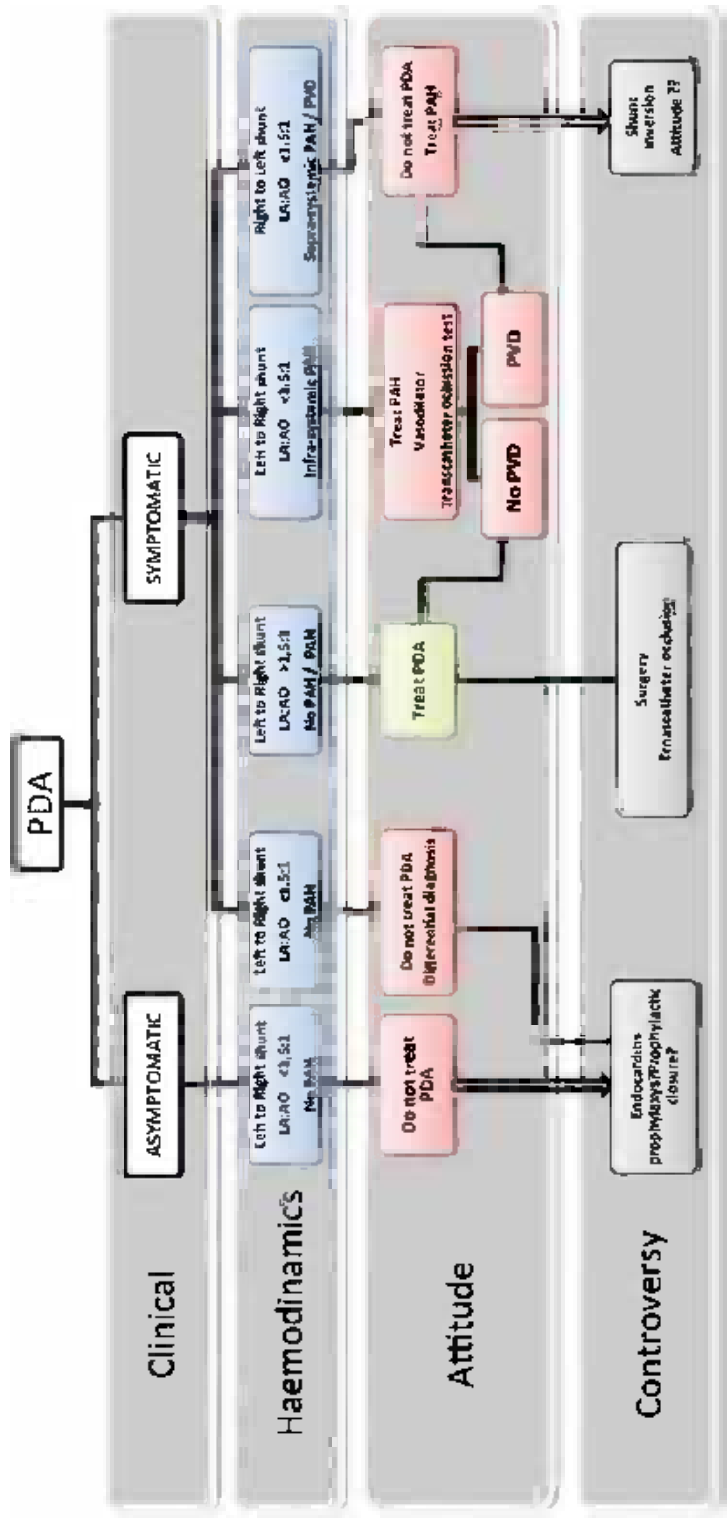 PDA
Clinical
ASYMPTOMATIC
SYMPTOMATIC
Haemodinamics
Left to Right shunt
LA:AO <1,5:1
No PAH
Left to Right shunt
LA:AO <1,5:1
No PAH
Left to Right shunt
LA:AO >1,5:1
No PAH / PAH
Left to Right shunt
LA:AO <1,5:1
Infra-systemic PAH
Right to Left shunt
LA:AO <1,5:1
Supra-systemic PAH / PVD
Attitude
Do not treat
PDA
Do not treat PDA
Differential diagnosis
Treat PDA
Treat PAH
Vasodilator
Transcatheter occlusion test
No PVD
PVD
Do not treat PDA
Treat PAH
Controversy
Endocarditis
prophylaxys?Prophylactic
closure?
Surgery
occlusion
Shunt
inversion
Attitude ??